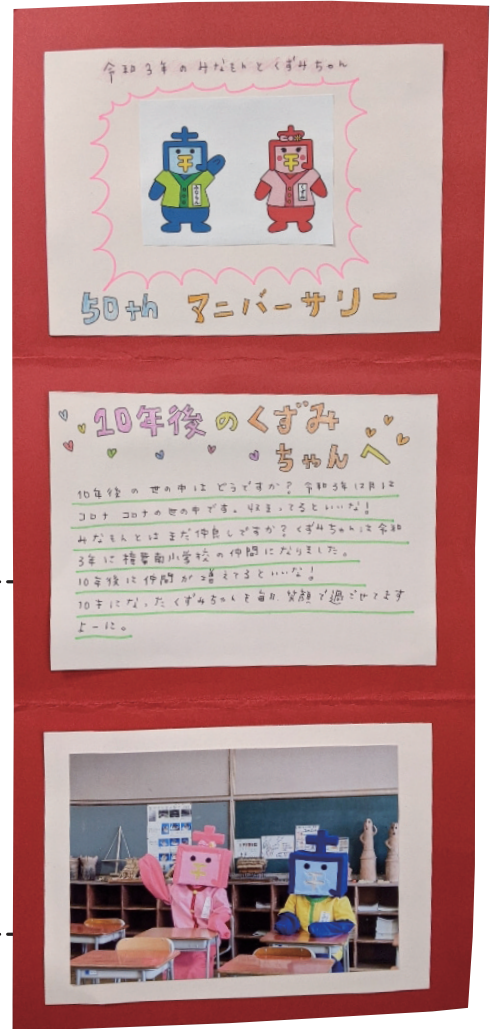 令和3年のみなもんとくずみちゃん
50th アニバーサリー
10年後のくずみ
ちゃんへ
10年後の世の中はどうですか？令和3年12月は
コロナコロナの世の中です。収まってるといいな！
みなもんとはまだ仲良しですか？くずみちゃんは令和
3年に 南小学校の仲間になりました。
10年後に仲間が増えてるといいな！
10才になったくずみちゃんも毎日笑顔で過ごせてます
よーに。